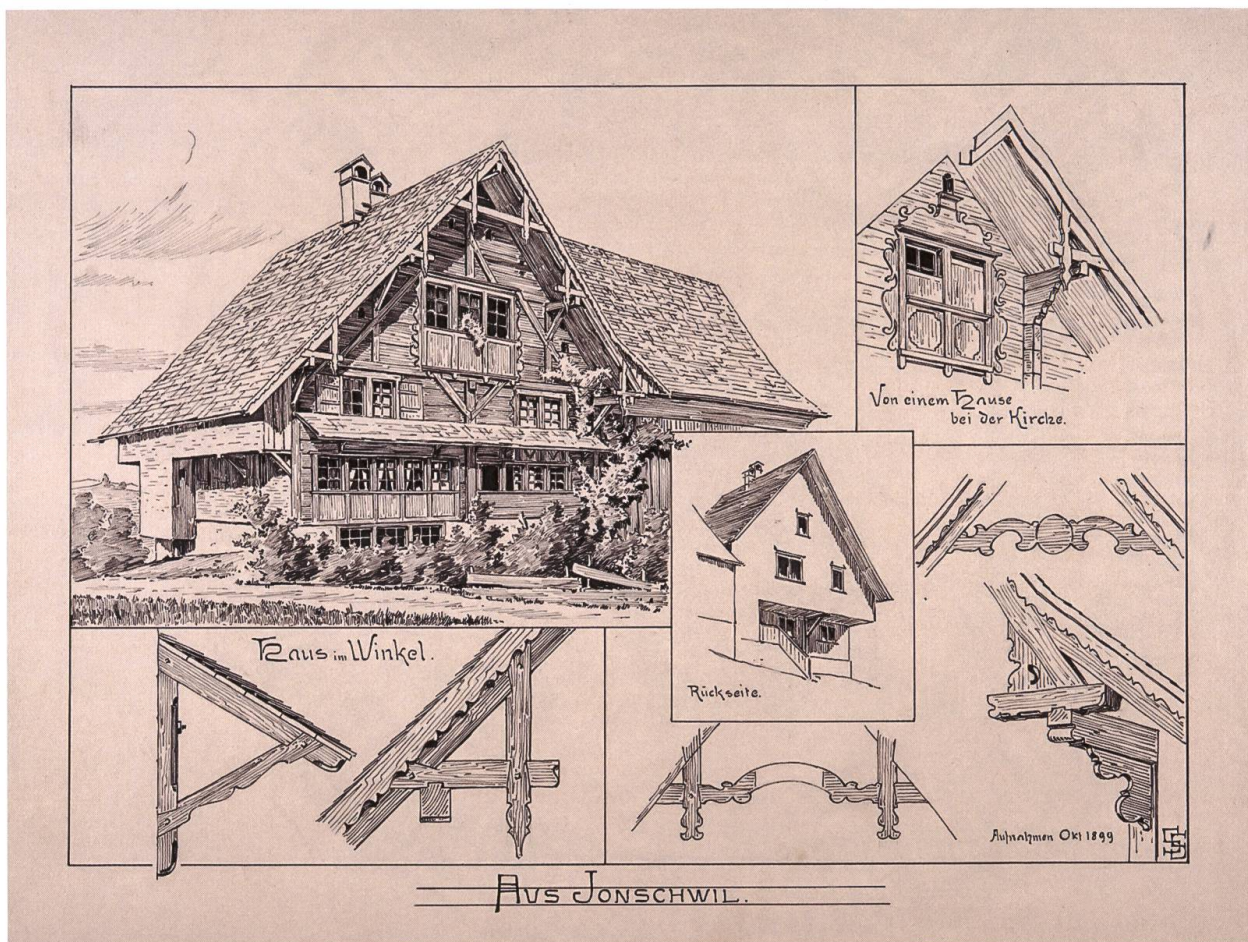 Von einem Hause
bei der Kirche.
Haus im Winkel.
Rückseite.
Aufnahmen Okt 1899
AUS JONSCHWIL.